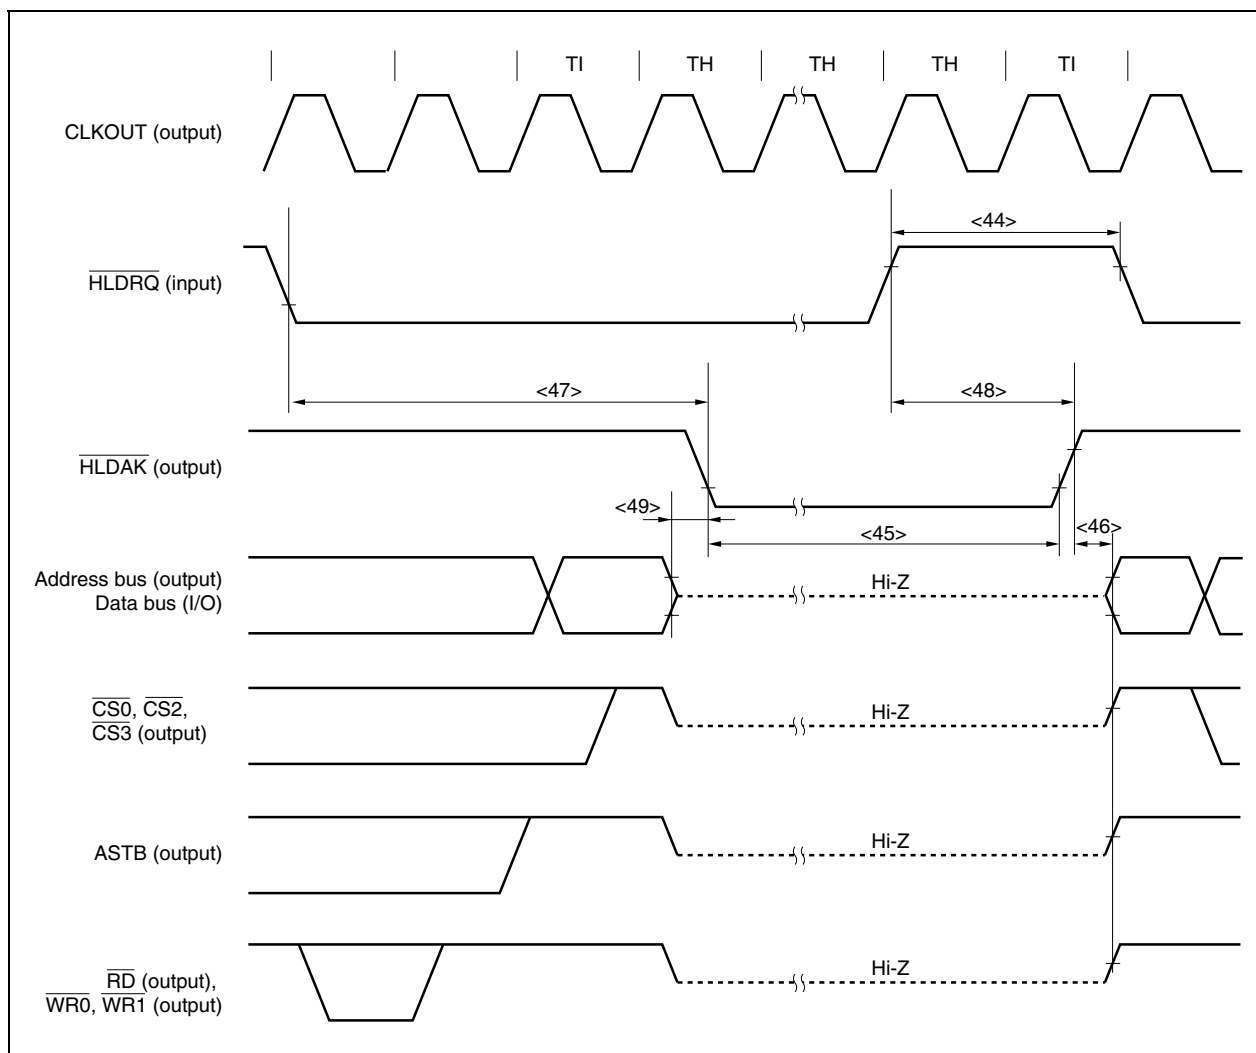 TI TH TH TH TI
CLKOUT (output)
<44>
HLDRQ (input)
<47> <48>
HLDAK (output)
<49> <45> <46>
Address bus (output)
Data bus (I/O)
Hi-Z
CS0, CS2,
CS3 (output)
Hi-Z
ASTB (output)
Hi-Z
RD (output),
WR0, WR1 (output)
Hi-Z